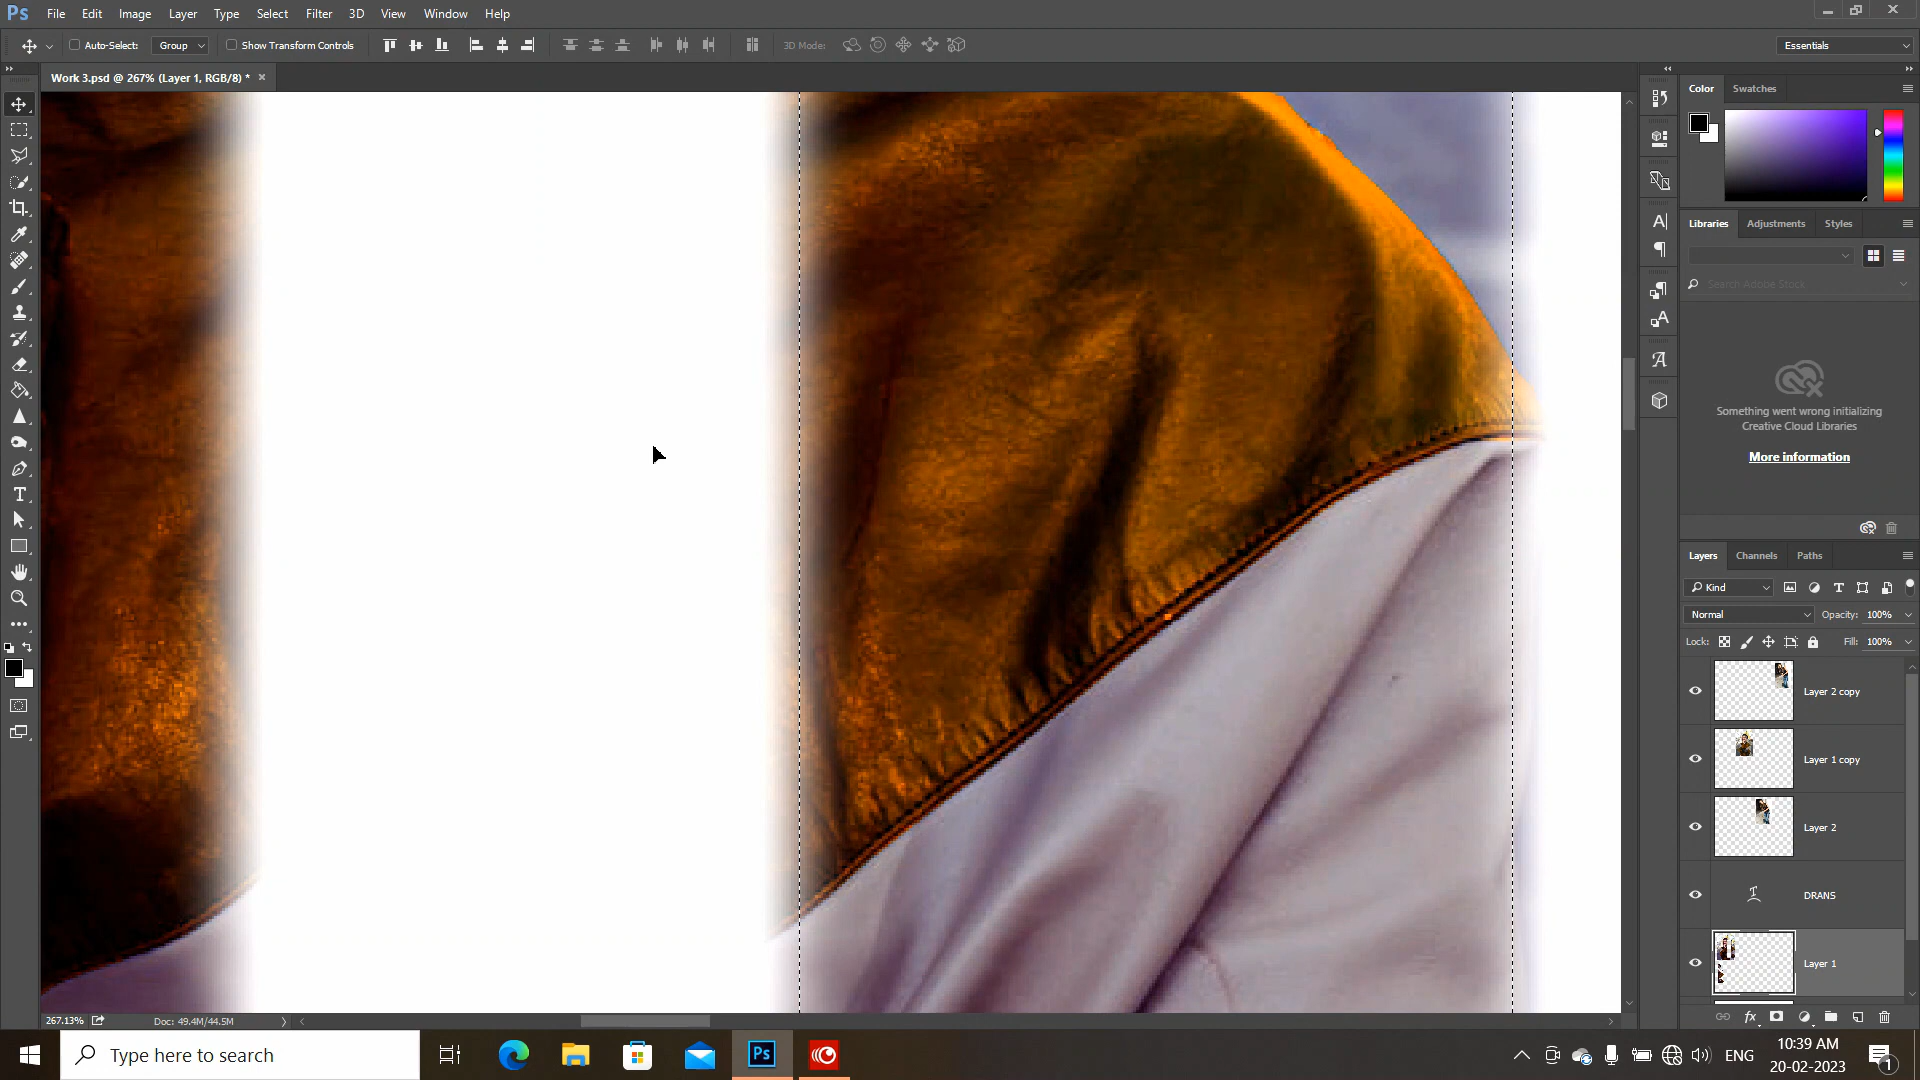 Ps File Edit Image Layer Type Select Filter 3D View Window Help
Auto-Select: Group Show Transform Controls 3D Mode: Essentials
Work 3.psd @ 267% (Layer 1, RGB/8) * ×
Color Swatches
Libraries Adjustments Styles
Search Adobe Stock
Something went wrong initializing
Creative Cloud Libraries
More information
Layers Channels Paths
Kind
Normal Opacity: 100%
Lock: Fill: 100%
Layer 2 copy
Layer 1 copy
Layer 2
DRANS
Layer 1
267.13% Doc: 49.4M/44.5M
Type here to search
Ps
ENG
10:39 AM
20-02-2023
1